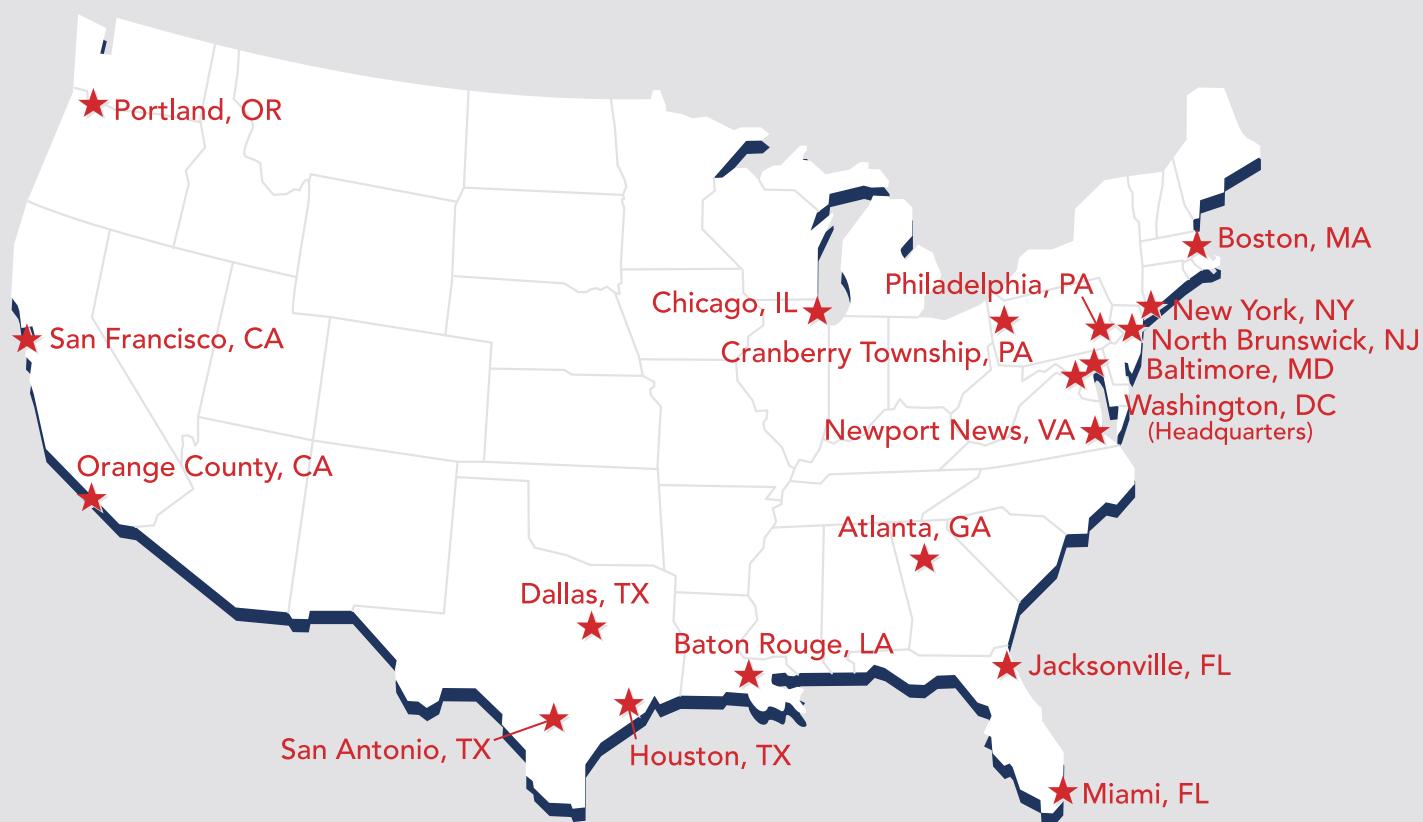 Portland, OR
Boston, MA
Philadelphia, PA
Chicago, IL
New York, NY
San Francisco, CA
North Brunswick, NJ
Cranberry Township, PA
Baltimore, MD
Washington, DC
(Headquarters)
Newport News, VA
Orange County, CA
Atlanta, GA
Dallas, TX
Baton Rouge, LA
Jacksonville, FL
San Antonio, TX
Houston, TX
Miami, FL